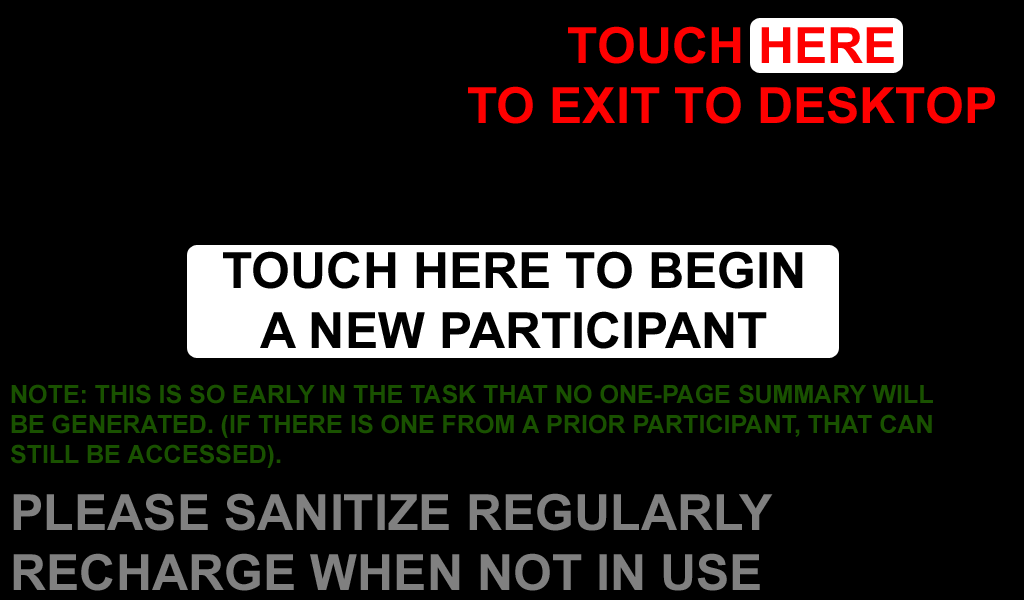 TOUCH HERE
TO EXIT TO DESKTOP
TOUCH HERE TO BEGIN
A NEW PARTICIPANT
NOTE: THIS IS SO EARLY IN THE TASK THAT NO ONE-PAGE SUMMARY WILL
BE GENERATED. (IF THERE IS ONE FROM A PRIOR PARTICIPANT, THAT CAN
STILL BE ACCESSED).
PLEASE SANITIZE REGULARLY
RECHARGE WHEN NOT IN USE